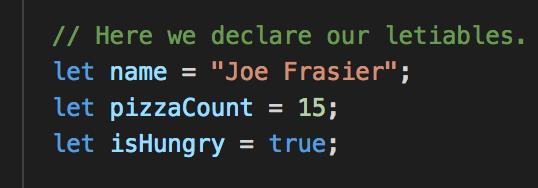 // Here we declare our letiables.
let name = "Joe Frasier";
let pizzaCount = 15;
let isHungry = true;